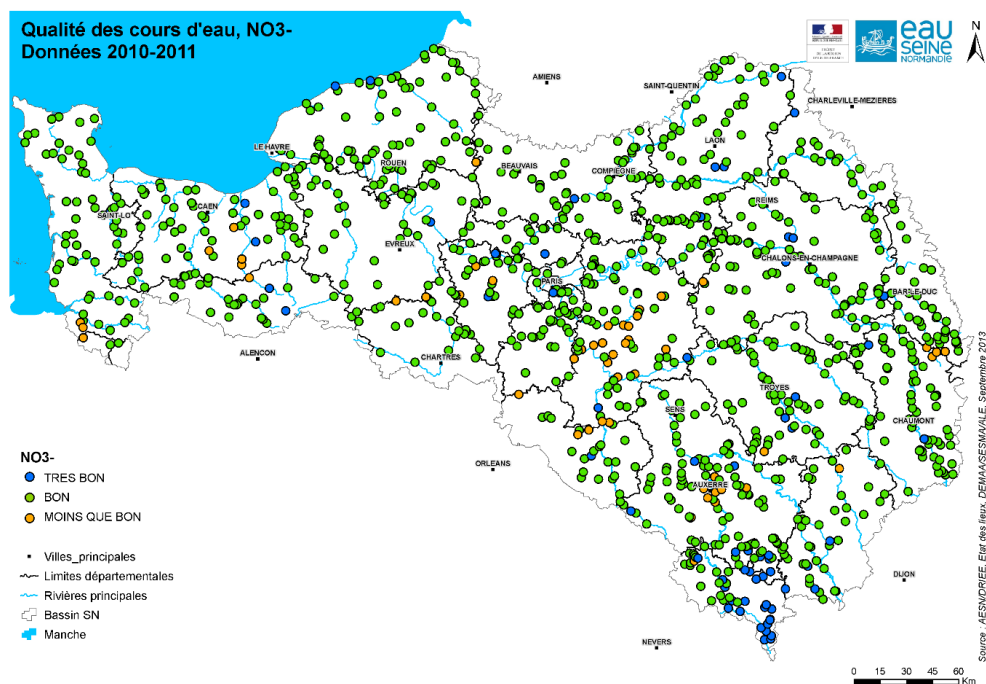 Qualité des cours d'eau, NO3-
Données 2010-2011
eau
SEINE
NORMANDIE
N
AMIENS
SAINT-QUENTIN
CHARLEVILLE-MEZIERES
LAON
LE HAVRE
ROUEN
BEAUVAIS
COMPIEGNE
REIMS
SAINT-LO
CAEN
EVREUX
CHALONS-EN-CHAMPAGNE
PARIS
BAR-LE-DUC
ALENCON
CHARTRES
TROYES
SENS
CHAUMONT
ORLEANS
AUXERRE
DIJON
NEVERS
NO3-
TRES BON
BON
MOINS QUE BON
Villes_principales
Limites départementales
Rivières principales
Bassin SN
Manche
Source : AESN/DRIEE, Etat des lieux, DEMAA/SESMA/ALE, Septembre 2013
0 15 30 45 60
Km